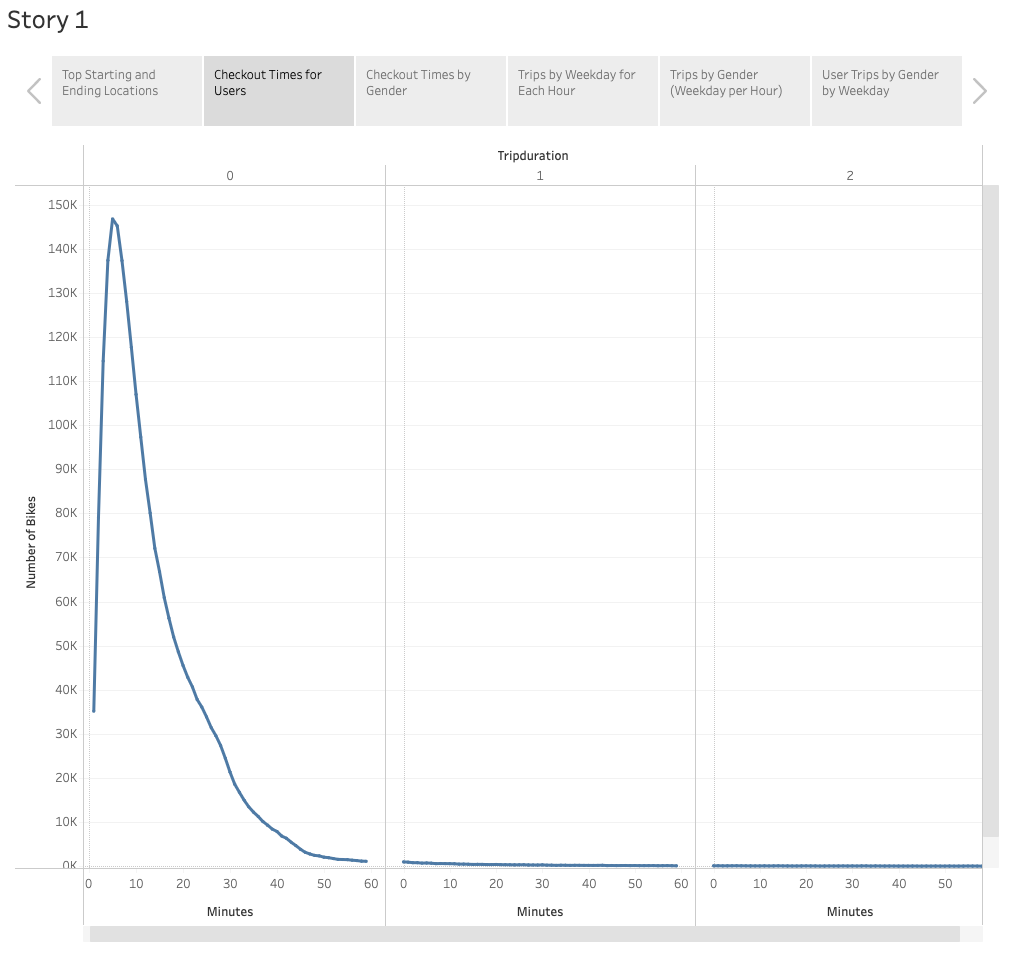 Story 1
Top Starting and
Ending Locations
Checkout Times for
Users
Checkout Times by
Gender
Trips by Weekday for
Each Hour
Trips by Gender
(Weekday per Hour)
User Trips by Gender
by Weekday
Tripduration
0 1 2
150K
140K
130K
120K
110K
100K
90K
80K
70K
60K
50K
40K
30K
20K
10K
0K
Number of Bikes
0 10 20 30 40 50 60 0 10 20 30 40 50 60 0 10 20 30 40 50
Minutes Minutes Minutes